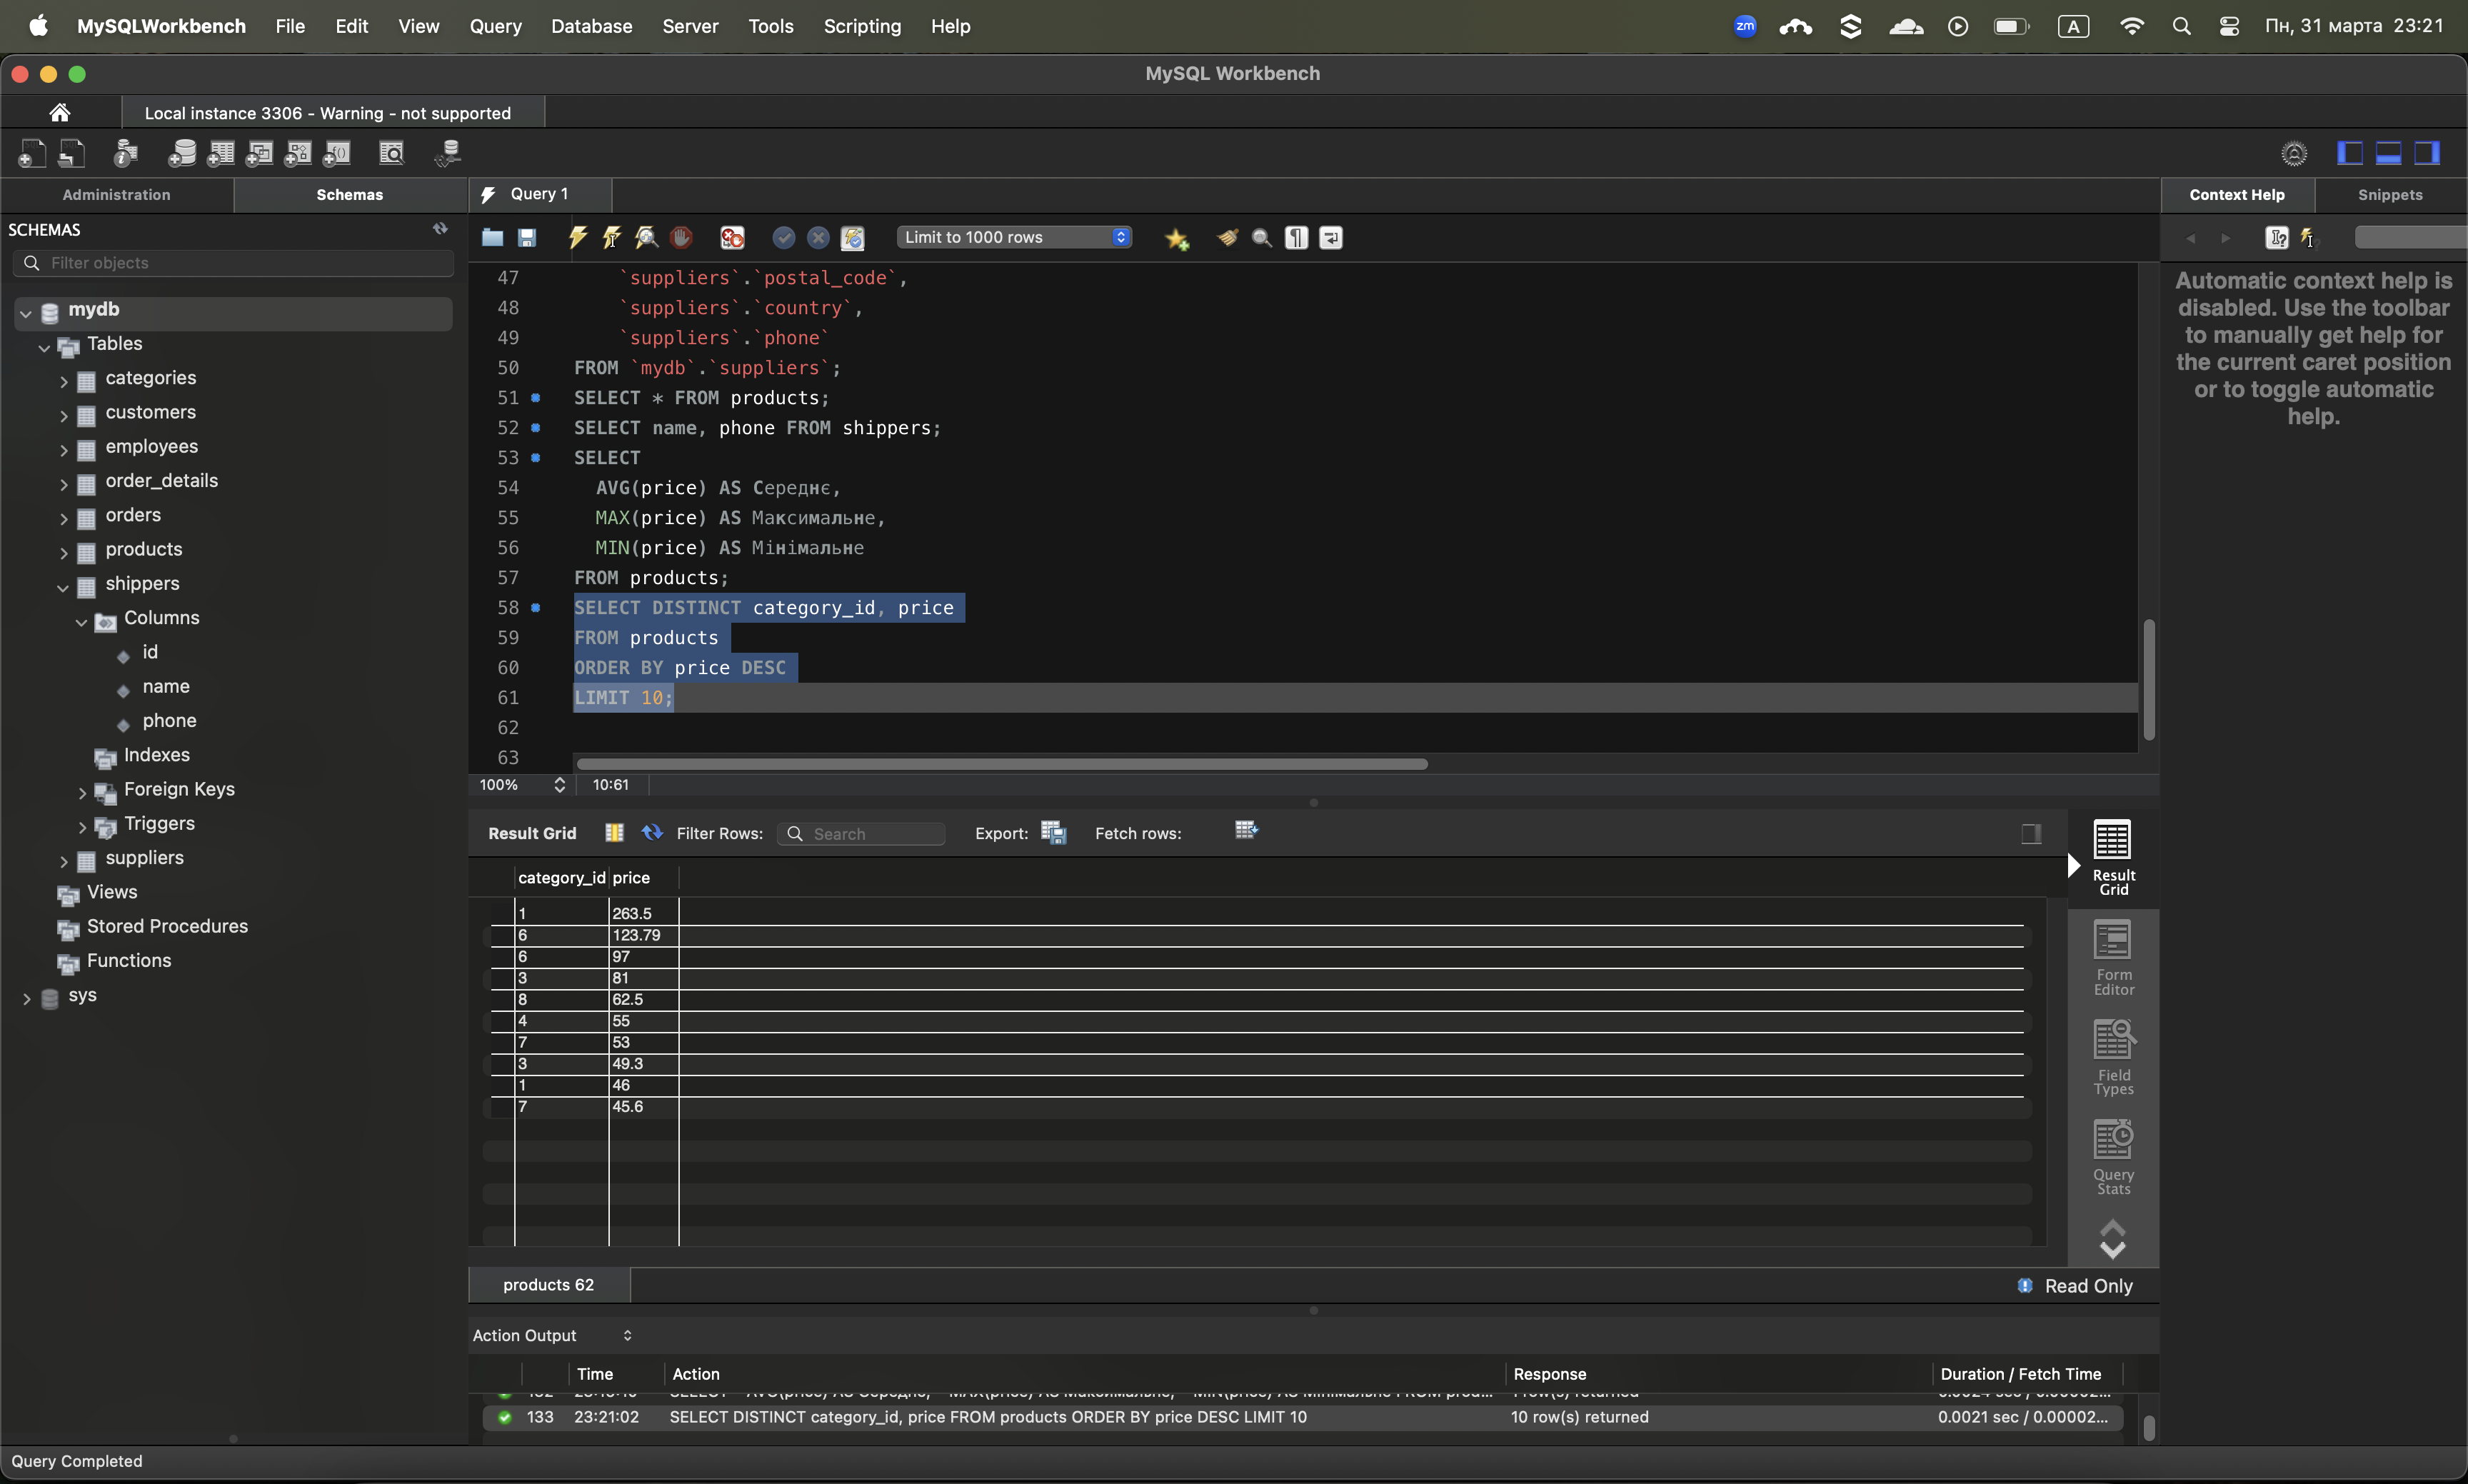 MySQLWorkbench File Edit View Query Database Server Tools Scripting Help zm A Пн, 31 марта 23:21
MySQL Workbench
Local instance 3306 - Warning - not supported
Administration Schemas Query 1 Context Help Snippets
SCHEMAS
Filter objects
Limit to 1000 rows
mydb
Tables
categories
customers
employees
order_details
orders
products
shippers
Columns
id
name
phone
Indexes
Foreign Keys
Triggers
suppliers
Views
Stored Procedures
Functions
sys
47 `suppliers`.`postal_code`,
48 `suppliers`.`country`,
49 `suppliers`.`phone`
50 FROM `mydb`.`suppliers`;
51 SELECT * FROM products;
52 SELECT name, phone FROM shippers;
53 SELECT
54 AVG(price) AS Середнє,
55 MAX(price) AS Максимальне,
56 MIN(price) AS Мінімальне
57 FROM products;
58 SELECT DISTINCT category_id, price
59 FROM products
60 ORDER BY price DESC
61 LIMIT 10;
62
63
100% 10:61
Automatic context help is
disabled. Use the toolbar
to manually get help for
the current caret position
or to toggle automatic
help.
Result Grid Filter Rows: Search Export: Fetch rows:
category_id price
1 263.5
6 123.79
6 97
3 81
8 62.5
4 55
7 53
3 49.3
1 46
7 45.6
Result
Grid
Form
Editor
Field
Types
Query
Stats
products 62 Read Only
Action Output
Time Action Response Duration / Fetch Time
133 23:21:02 SELECT DISTINCT category_id, price FROM products ORDER BY price DESC LIMIT 10 10 row(s) returned 0.0021 sec / 0.00002...
Query Completed